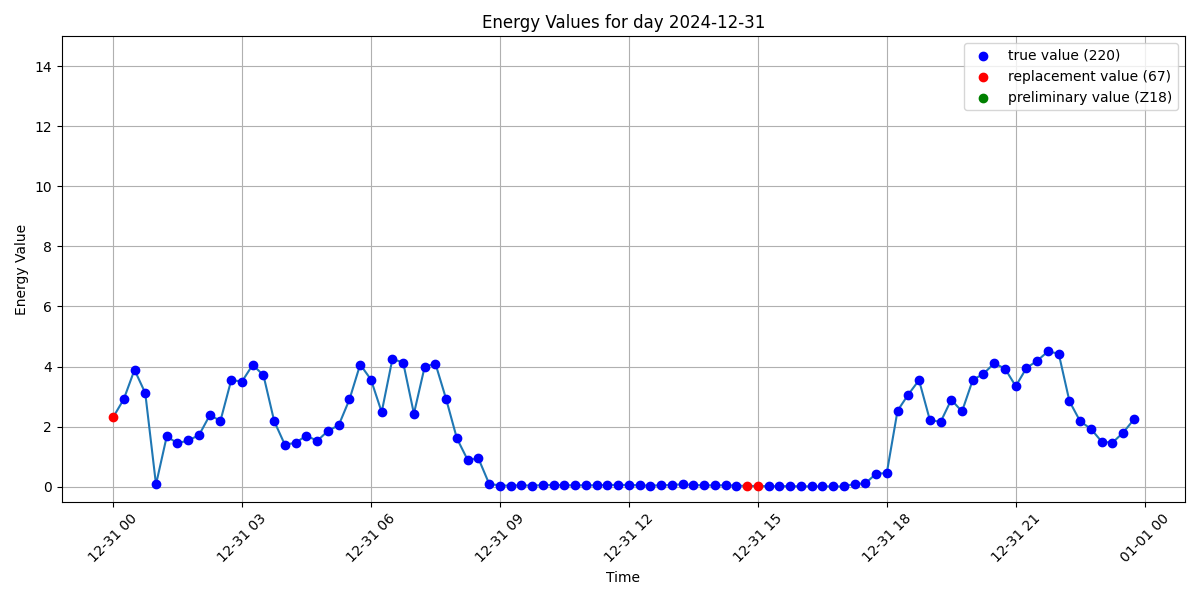 Energy Values for day 2024-12-31
true value (220)
replacement value (67)
preliminary value (Z18)
Energy Value
14
12
10
8
6
4
2
0
12-31 00
12-31 03
12-31 06
12-31 09
12-31 12
12-31 15
12-31 18
12-31 21
01-01 00
Time